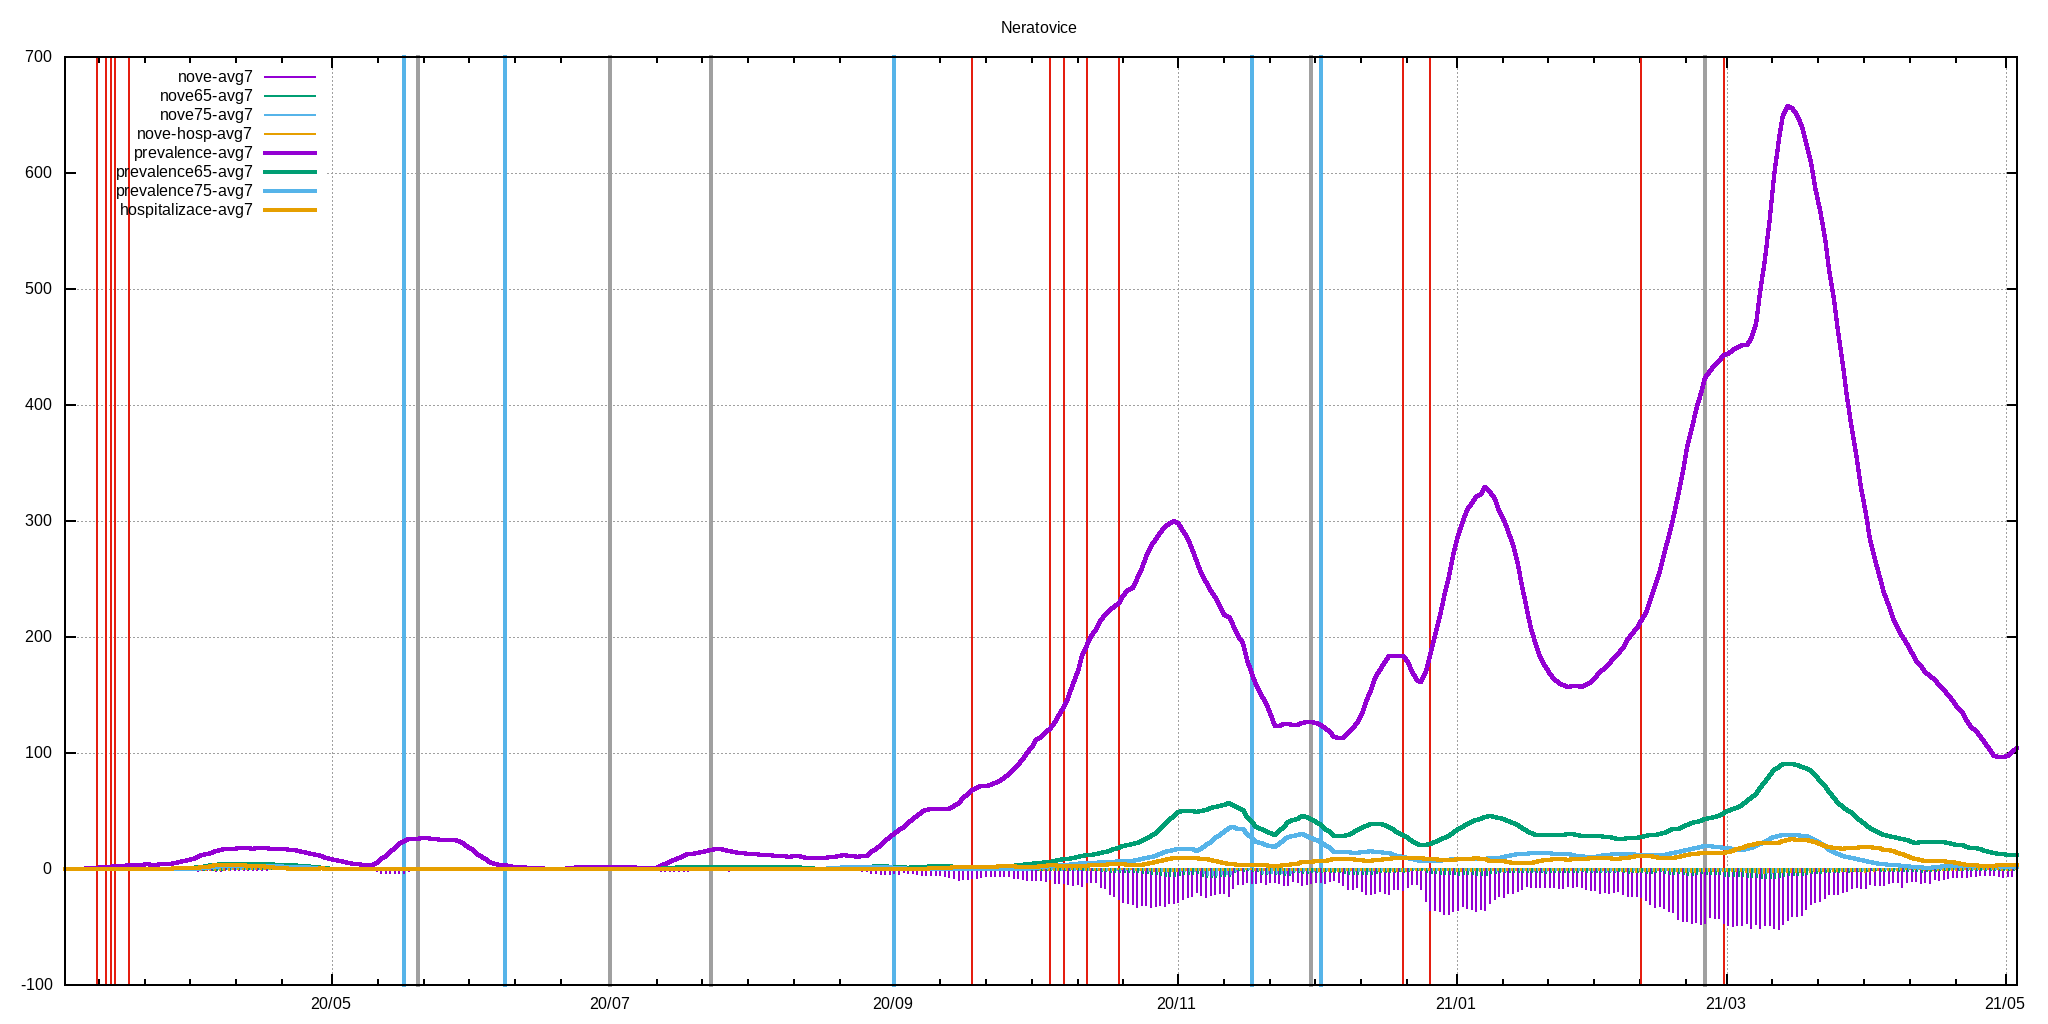 Neratovice
700
600
500
400
300
200
100
0
-100
nove-avg7
nove65-avg7
nove75-avg7
nove-hosp-avg7
prevalence-avg7
prevalence65-avg7
prevalence75-avg7
hospitalizace-avg7
20/05 20/07 20/09 20/11 21/01 21/03 21/05